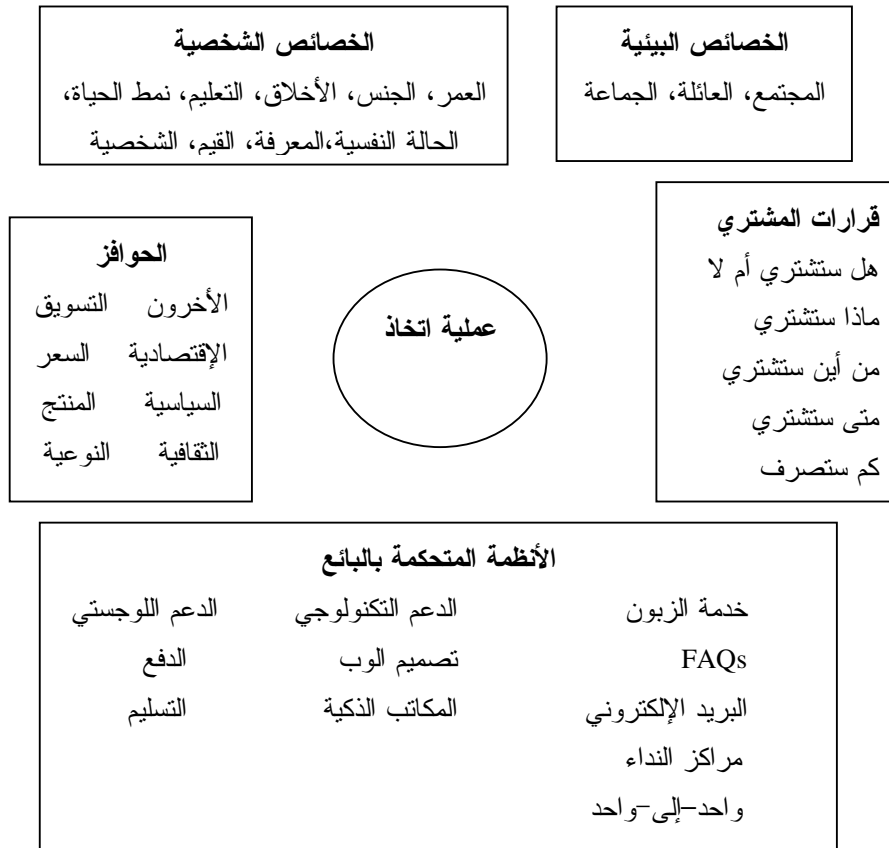 الخصائص البيئية
المجتمع، العائلة، الجماعة
الخصائص الشخصية
العمر، الجنس، الأخلاق، التعليم، نمط الحياة،
الحالة النفسية،المعرفة، القيم، الشخصية
قرارات المشتري
هل ستشتري أم لا
ماذا ستشتري
من أين ستشتري
متى ستشتري
كم ستصرف
عملية اتخاذ
الحوافز
الأخرون التسويق
الإقتصادية السعر
السياسية المنتج
الثقافية النوعية
الأنظمة المتحكمة بالبائع
خدمة الزبون الدعم التكنولوجي الدعم اللوجستي
FAQs تصميم الوب الدفع
البريد الإلكتروني المكاتب الذكية التسليم
مراكز النداء
واحد–إلى–واحد